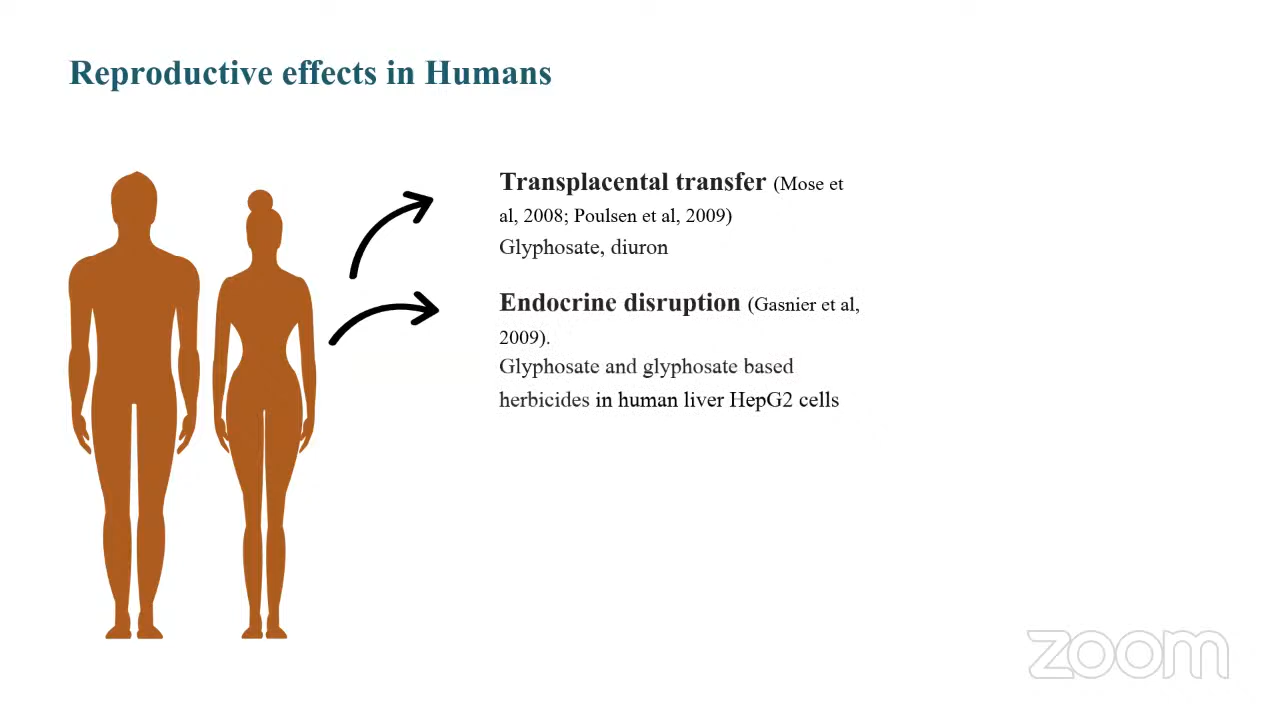 Reproductive effects in Humans
Transplacental transfer (Mose et
al, 2008; Poulsen et al, 2009)
Glyphosate, diuron
Endocrine disruption (Gasnier et al,
2009).
Glyphosate and glyphosate based
herbicides in human liver HepG2 cells
zoom